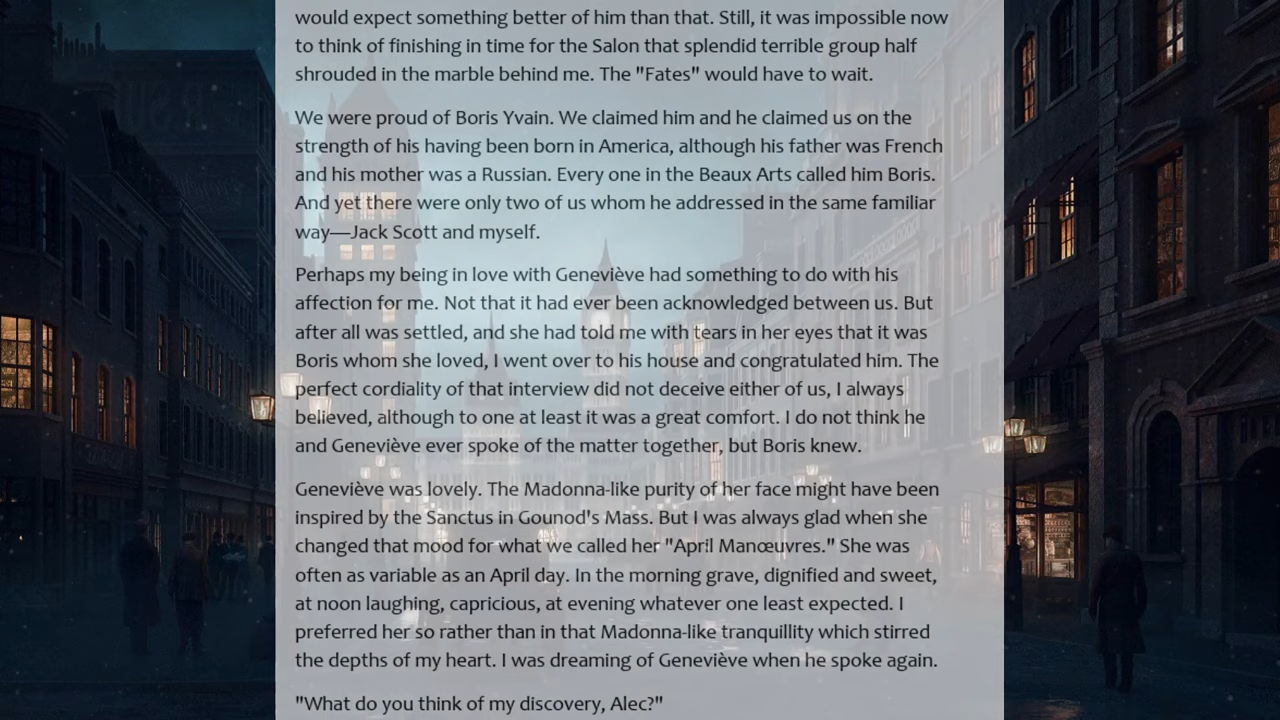 would expect something better of him than that. Still, it was impossible now
to think of finishing in time for the Salon that splendid terrible group half
shrouded in the marble behind me. The "Fates" would have to wait.
We were proud of Boris Yvain. We claimed him and he claimed us on the
strength of his having been born in America, although his father was French
and his mother was a Russian. Every one in the Beaux Arts called him Boris.
And yet there were only two of us whom he addressed in the same familiar
way—Jack Scott and myself.
Perhaps my being in love with Geneviève had something to do with his
affection for me. Not that it had ever been acknowledged between us. But
after all was settled, and she had told me with tears in her eyes that it was
Boris whom she loved, I went over to his house and congratulated him. The
perfect cordiality of that interview did not deceive either of us, I always
believed, although to one at least it was a great comfort. I do not think he
and Geneviève ever spoke of the matter together, but Boris knew.
Geneviève was lovely. The Madonna-like purity of her face might have been
inspired by the Sanctus in Gounod's Mass. But I was always glad when she
changed that mood for what we called her "April Manœuvres." She was
often as variable as an April day. In the morning grave, dignified and sweet,
at noon laughing, capricious, at evening whatever one least expected. I
preferred her so rather than in that Madonna-like tranquillity which stirred
the depths of my heart. I was dreaming of Geneviève when he spoke again.
"What do you think of my discovery, Alec?"